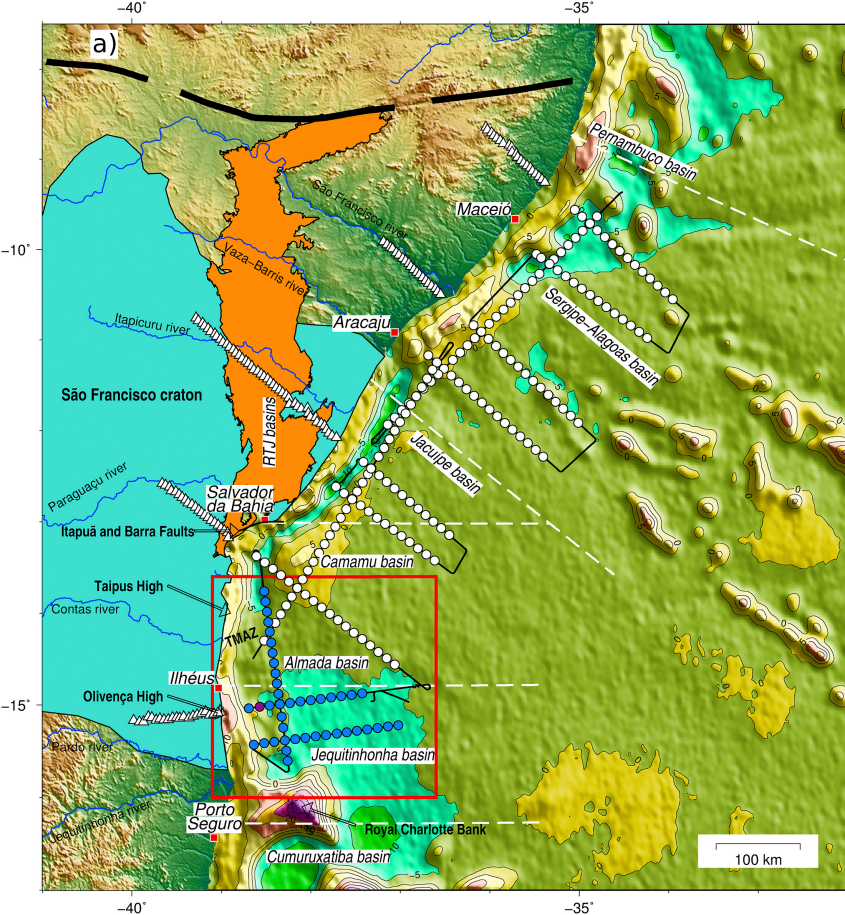 -40° -35°
a)
Pernambuco basin
São Francisco river
Maceió
-10°
Vaza-Barris river
Itapicuru river
Aracaju
Sergipe-Alagoas basin
São Francisco craton
RTJ basins
Jacuipe basin
Paraguaçu river
Salvador
da Bahia
Itapuã and Barra Faults
Camamu basin
Taipus High
Contas river
TMAZ
Almada basin
Ilhéus
Olivença High
-15°
Pardo river
Jequitinhonha basin
Jequitinhonha river
Porto
Seguro
Royal Charlotte Bank
Cumuruxatiba basin
100 km
-40° -35°